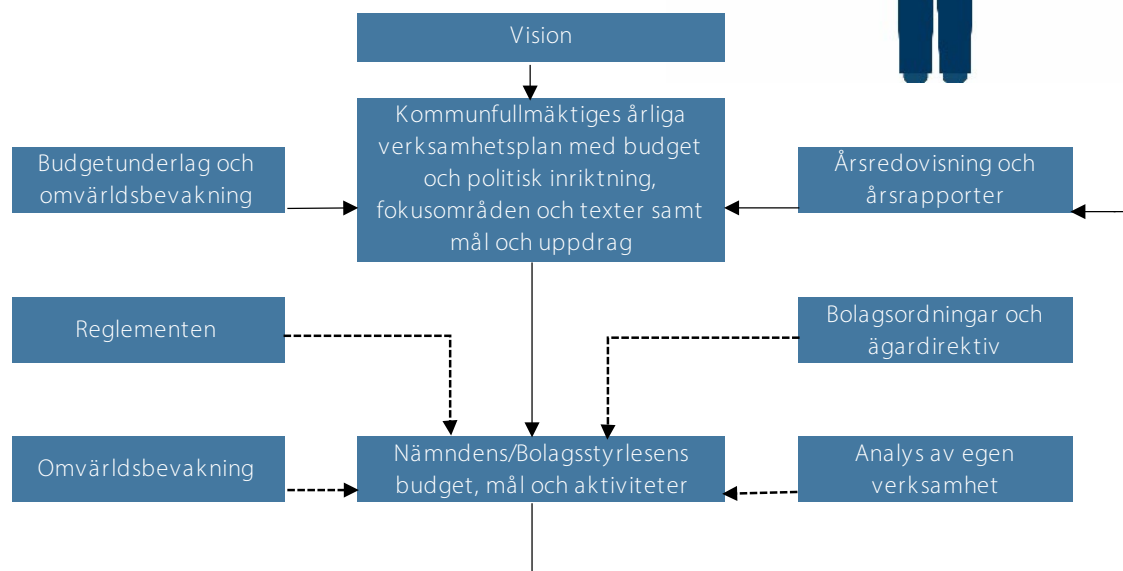 Vision
Kommunfullmäktiges årliga
verksamhetsplan med budget
och politisk inriktning,
fokusområden och texter samt
mål och uppdrag
Budgetunderlag och
omvärldsbevakning
Årsredovisning och
årsrapporter
Reglementen
Bolagsordningar och
ägardirektiv
Omvärldsbevakning
Nämndens/Bolagsstyrlesens
budget, mål och aktiviteter
Analys av egen
verksamhet